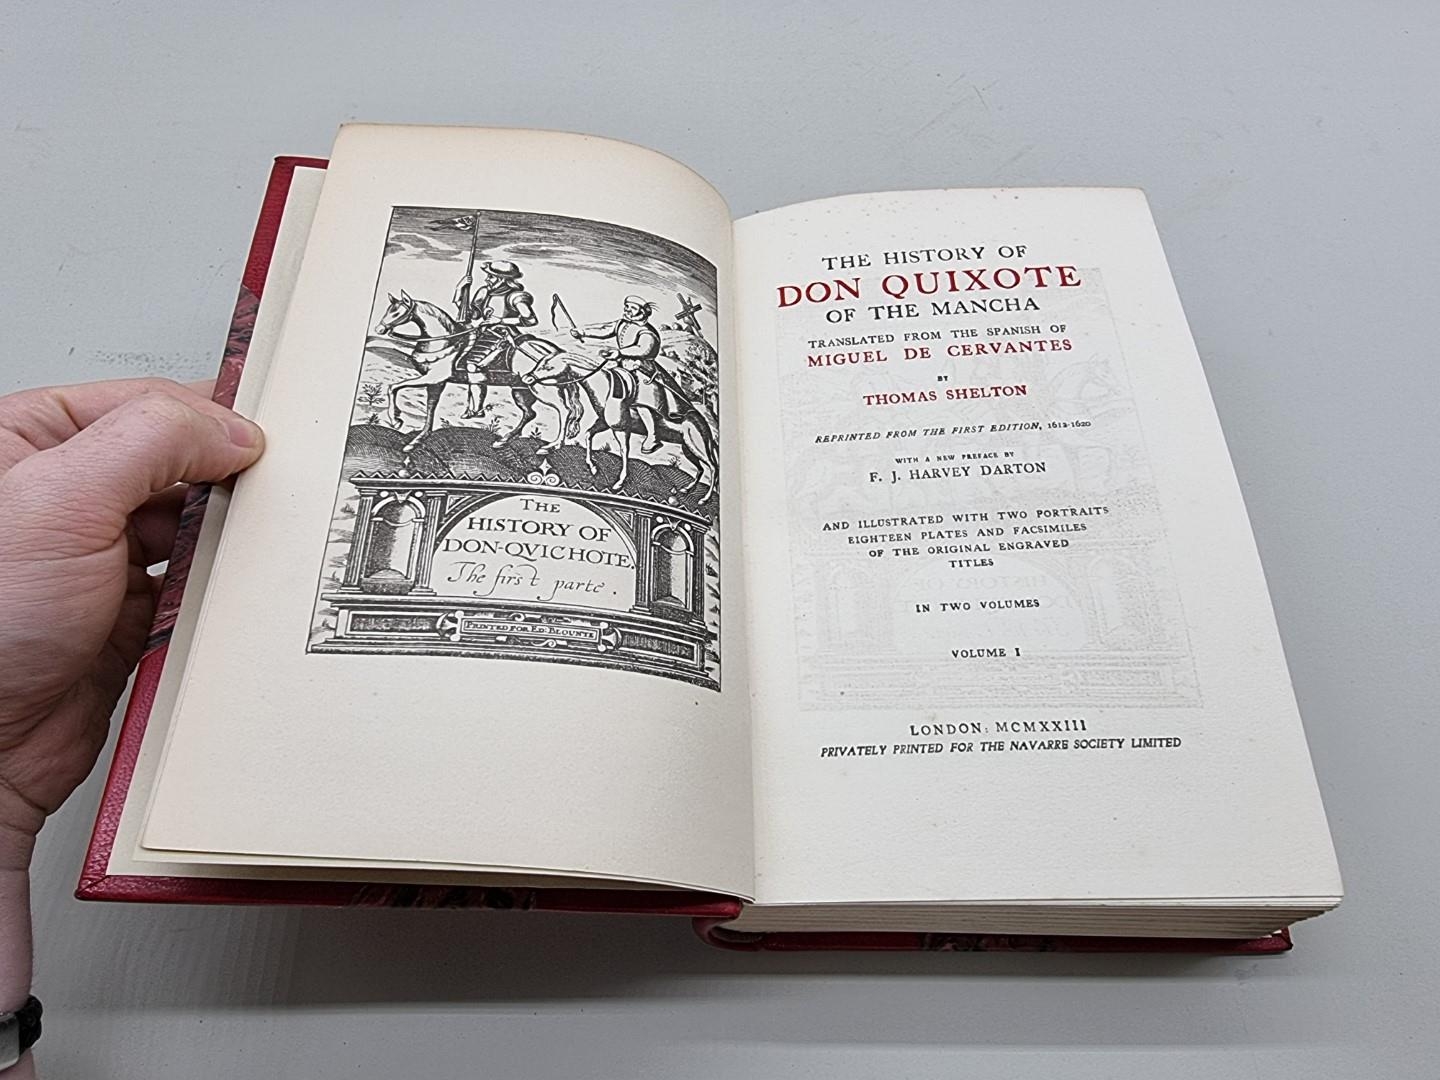 THE
HISTORY OF
DON-QVICHOTE.
The first parte.
PRINTED FOR ED: BLOUNTE
THE HISTORY OF
DON QUIXOTE
OF THE MANCHA
TRANSLATED FROM THE SPANISH OF
MIGUEL DE CERVANTES
BY
THOMAS SHELTON
REPRINTED FROM THE FIRST EDITION, 1612-1620
WITH A NEW PREFACE BY
F. J. HARVEY DARTON
AND ILLUSTRATED WITH TWO PORTRAITS
EIGHTEEN PLATES AND FACSIMILES
OF THE ORIGINAL ENGRAVED
TITLES
IN TWO VOLUMES
VOLUME I
LONDON: MCMXXIII
PRIVATELY PRINTED FOR THE NAVARRE SOCIETY LIMITED